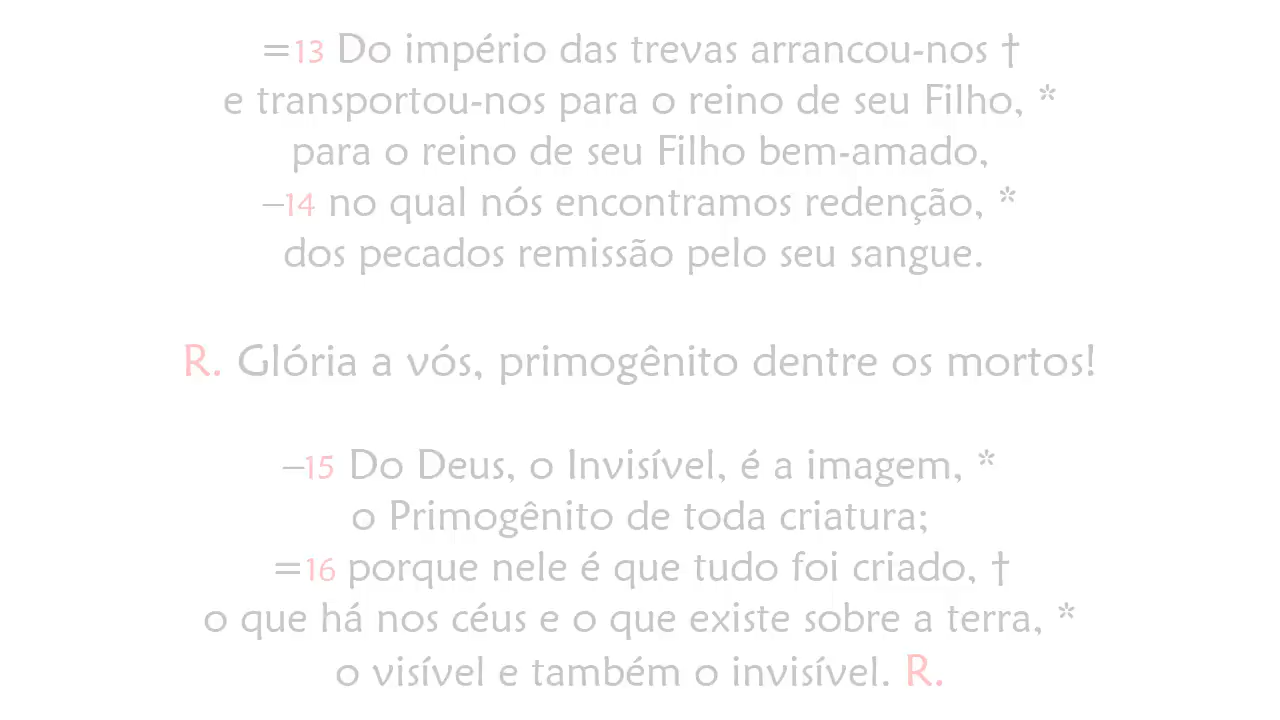 =13 Do império das trevas arrancou-nos †
e transportou-nos para o reino de seu Filho, *
para o reino de seu Filho bem-amado,
–14 no qual nós encontramos redenção, *
dos pecados remissão pelo seu sangue.
R. Glória a vós, primogênito dentre os mortos!
–15 Do Deus, o Invisível, é a imagem, *
o Primogênito de toda criatura;
=16 porque nele é que tudo foi criado, †
o que há nos céus e o que existe sobre a terra, *
o visível e também o invisível. R.